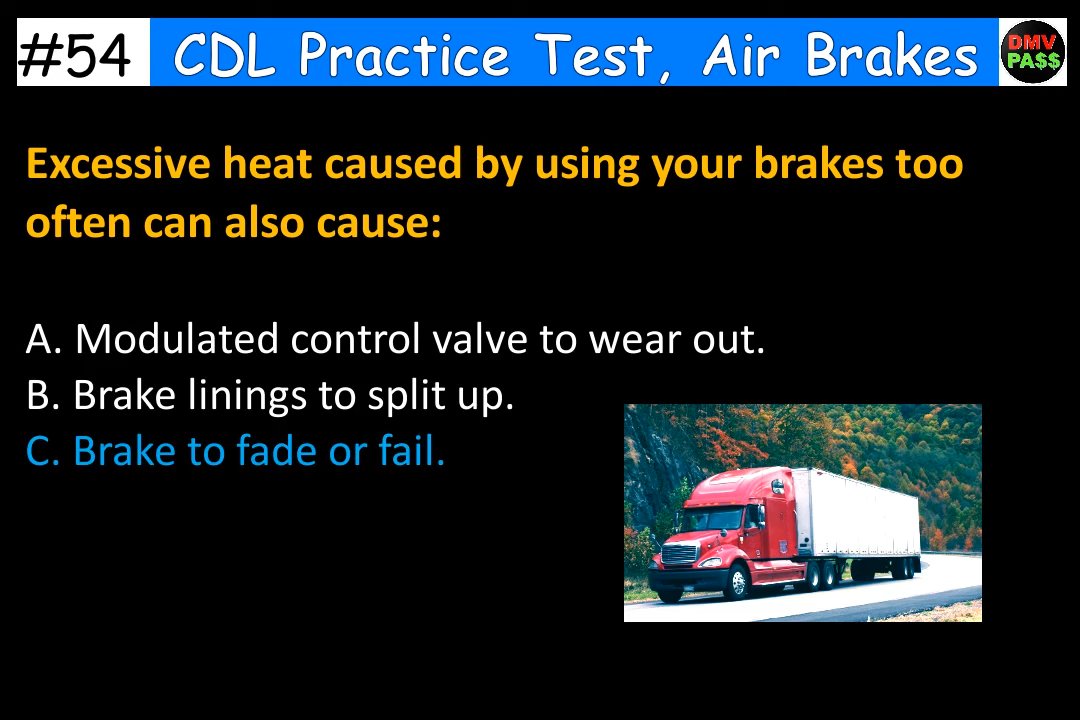 #54 CDL Practice Test, Air Brakes
DMV
PA$$
Excessive heat caused by using your brakes too
often can also cause:
A. Modulated control valve to wear out.
B. Brake linings to split up.
C. Brake to fade or fail.